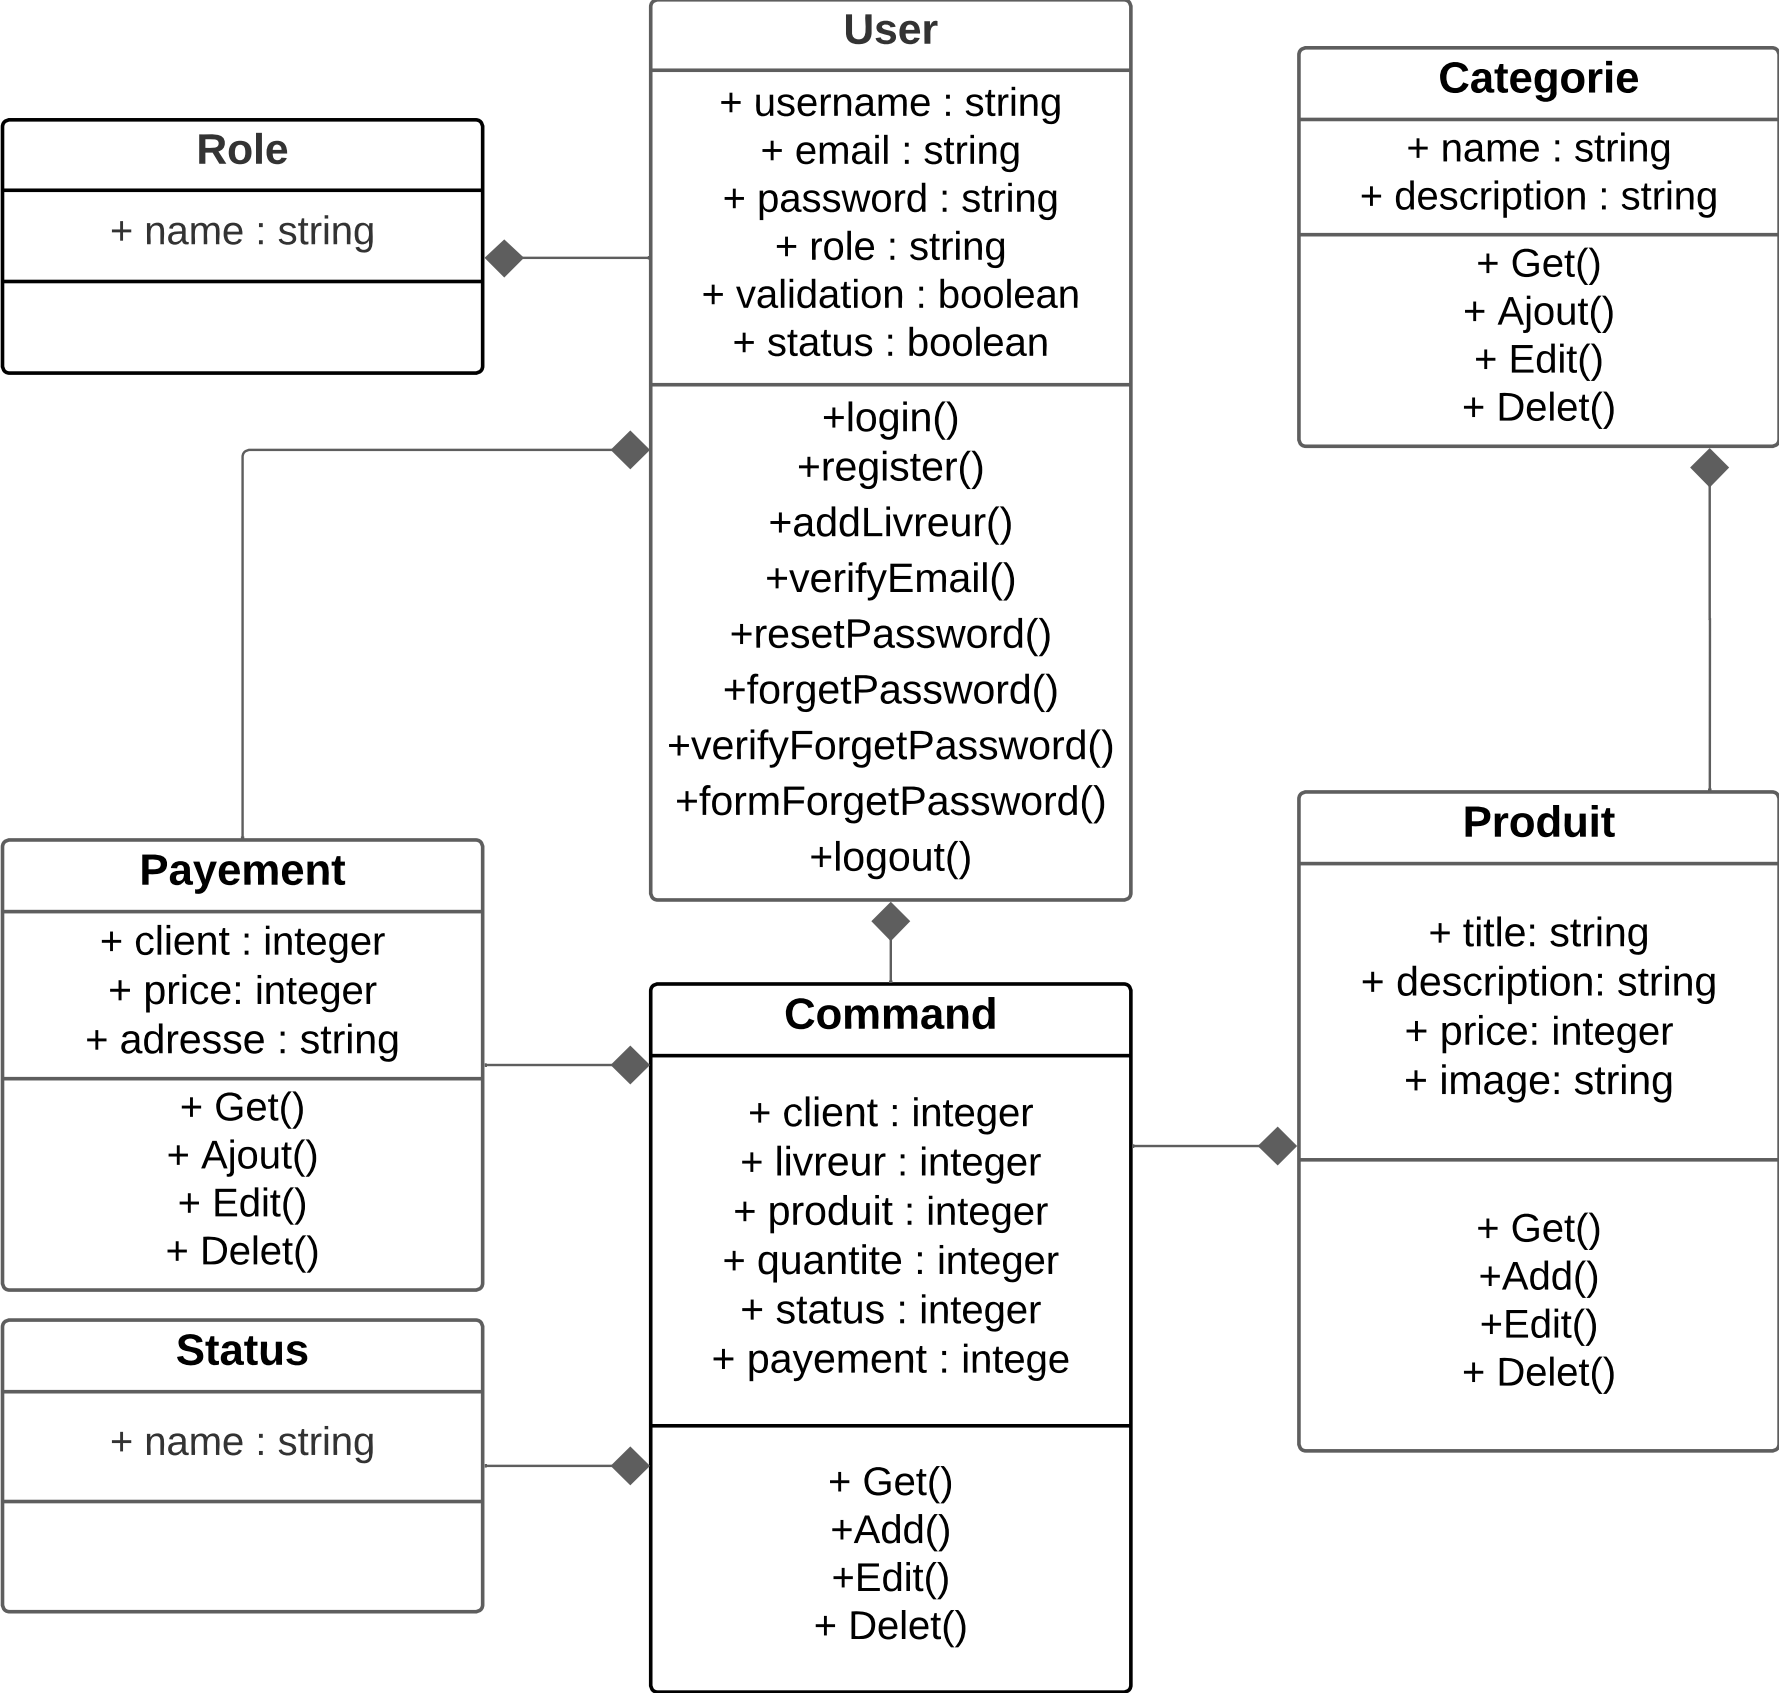 User
+ username : string
+ email : string
+ password : string
+ role : string
+ validation : boolean
+ status : boolean
+login()
+register()
+addLivreur()
+verifyEmail()
+resetPassword()
+forgetPassword()
+verifyForgetPassword()
+formForgetPassword()
+logout()
Categorie
+ name : string
+ description : string
+ Get()
+ Ajout()
+ Edit()
+ Delet()
Role
+ name : string
Payement
+ client : integer
+ price: integer
+ adresse : string
+ Get()
+ Ajout()
+ Edit()
+ Delet()
Command
+ client : integer
+ livreur : integer
+ produit : integer
+ quantite : integer
+ status : integer
+ payement : intege
+ Get()
+Add()
+Edit()
+ Delet()
Produit
+ title: string
+ description: string
+ price: integer
+ image: string
+ Get()
+Add()
+Edit()
+ Delet()
Status
+ name : string